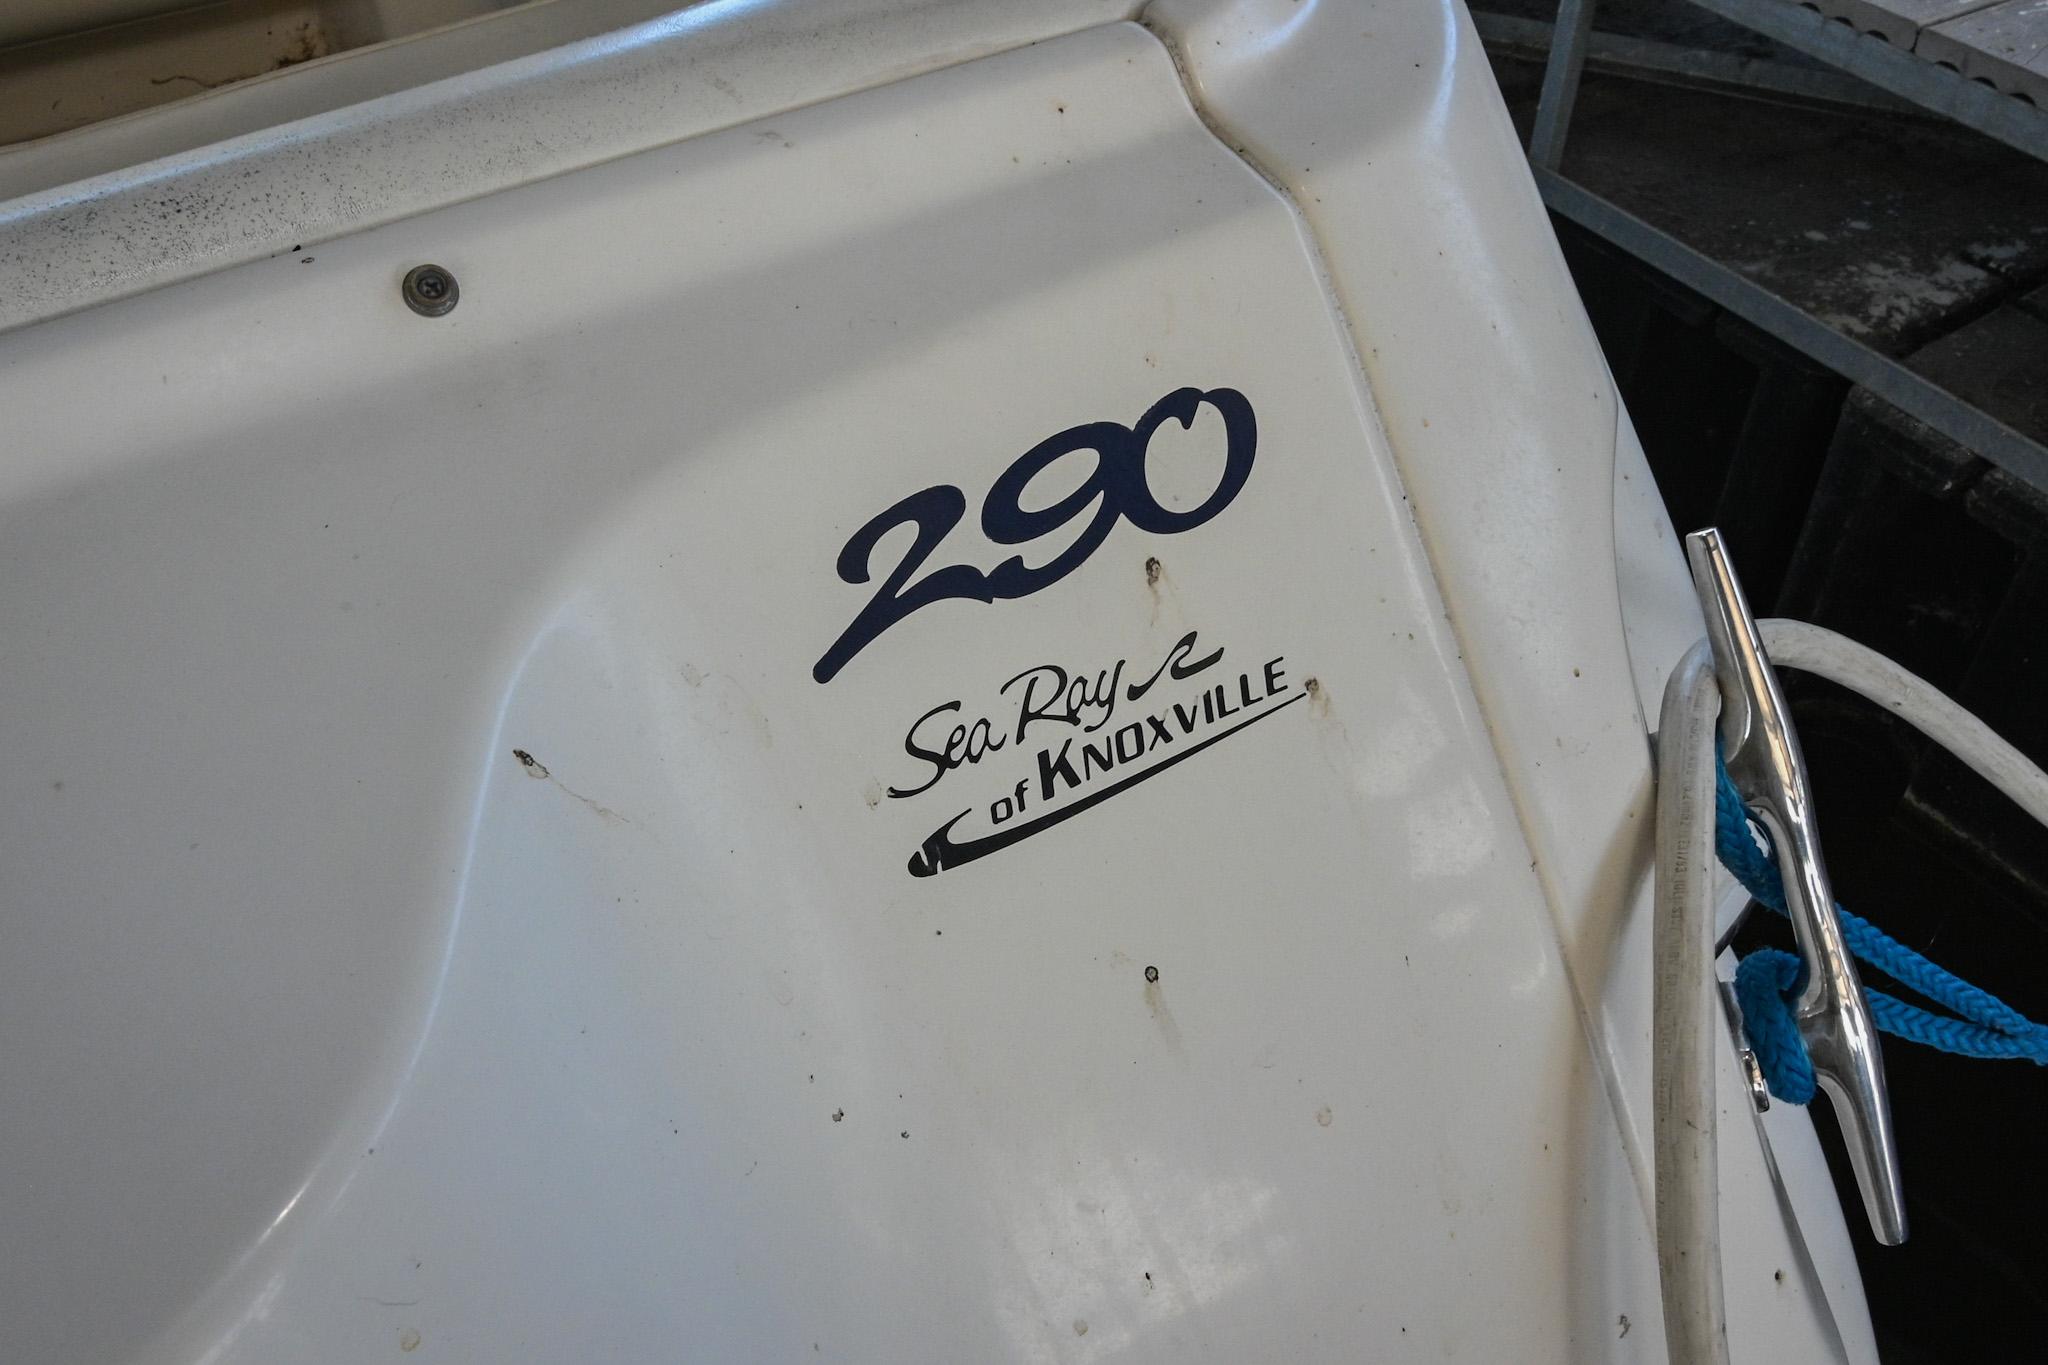 290
Sea Ray
of KNOXVILLE